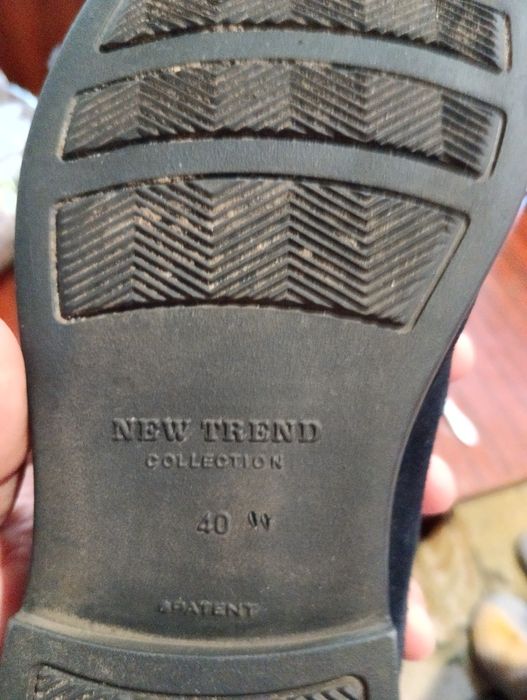 NEW TREND
COLLECTION
40 W
PATENT